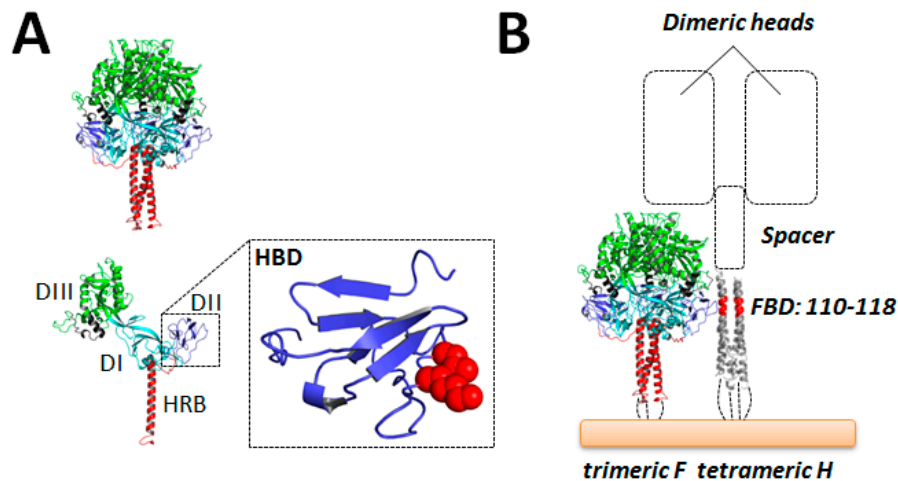 A
DIII
DI
DII
HRB
HBD
B
Dimeric heads
Spacer
FBD: 110-118
trimeric F tetrameric H